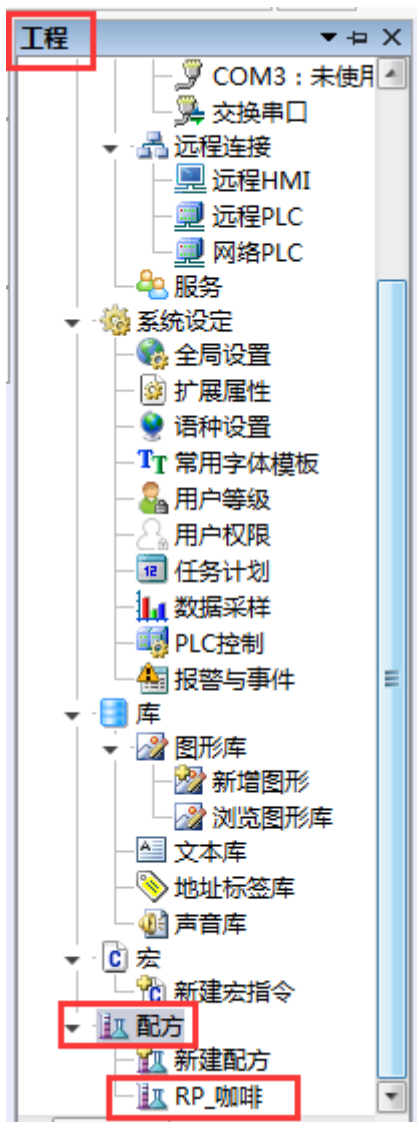 工程
COM3：未使用
交换串口
远程连接
远程HMI
远程PLC
网络PLC
服务
系统设定
全局设置
扩展属性
语种设置
TT 常用字体模板
用户等级
用户权限
12 任务计划
数据采样
PLC控制
报警与事件
库
图形库
新增图形
浏览图形库
A 文本库
地址标签库
声音库
C 宏
C 新建宏指令
配方
新建配方
RP_咖啡